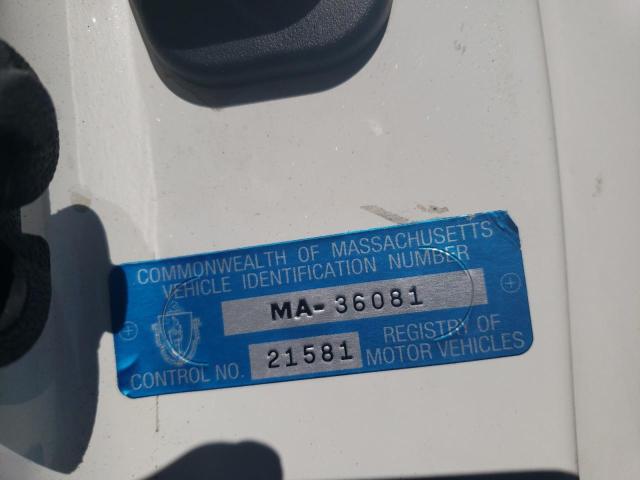 COMMONWEALTH OF MASSACHUSETTS
VEHICLE IDENTIFICATION NUMBER
MA-36081
CONTROL NO. 21581 REGISTRY OF
MOTOR VEHICLES